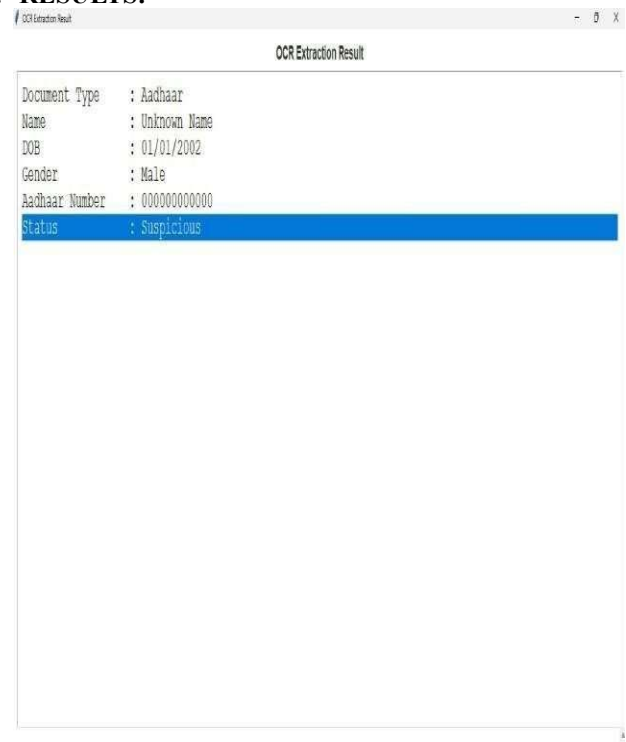 RESULTS:
OCR Extraction Result
OCR Extraction Result
Document Type : Aadhaar
Name : Unknown Name
DOB : 01/01/2002
Gender : Male
Aadhaar Number : 000000000000
Status : Suspicious